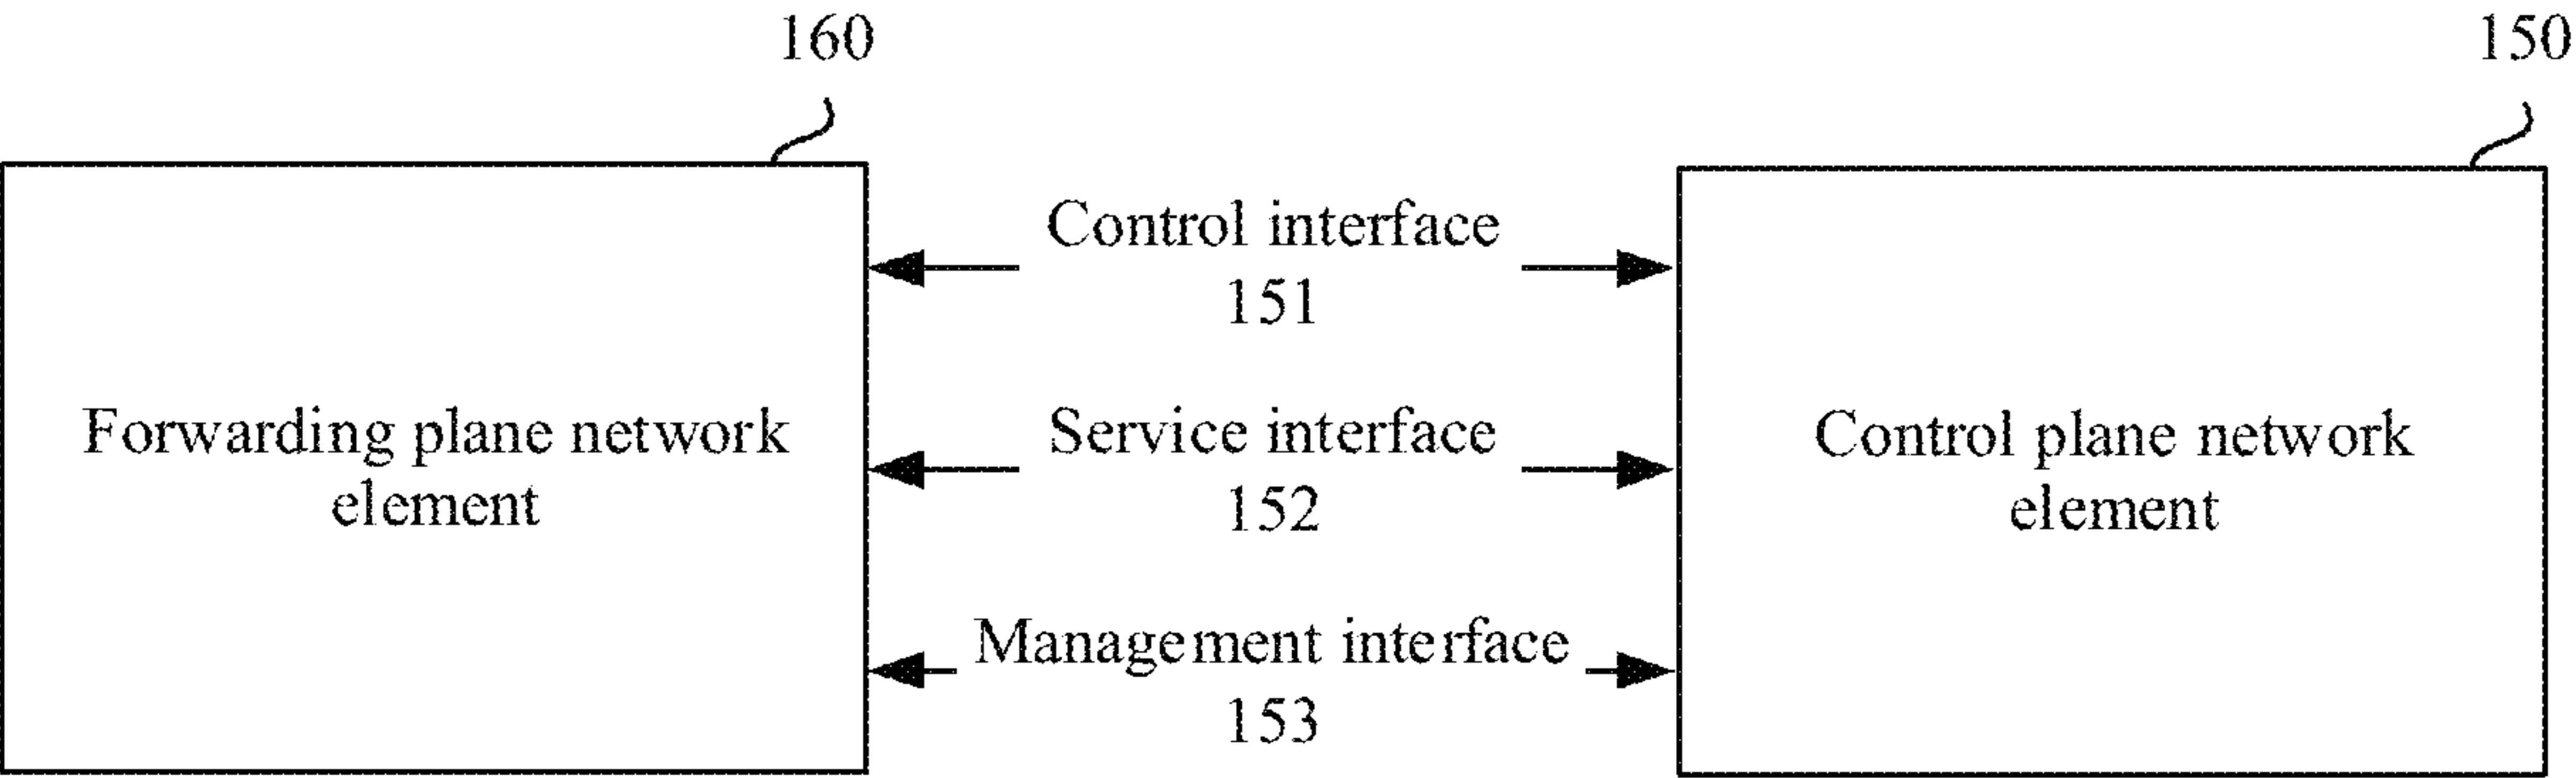 160
150
Control interface
151
Forwarding plane network
element
Service interface
152
Control plane network
element
Management interface
153